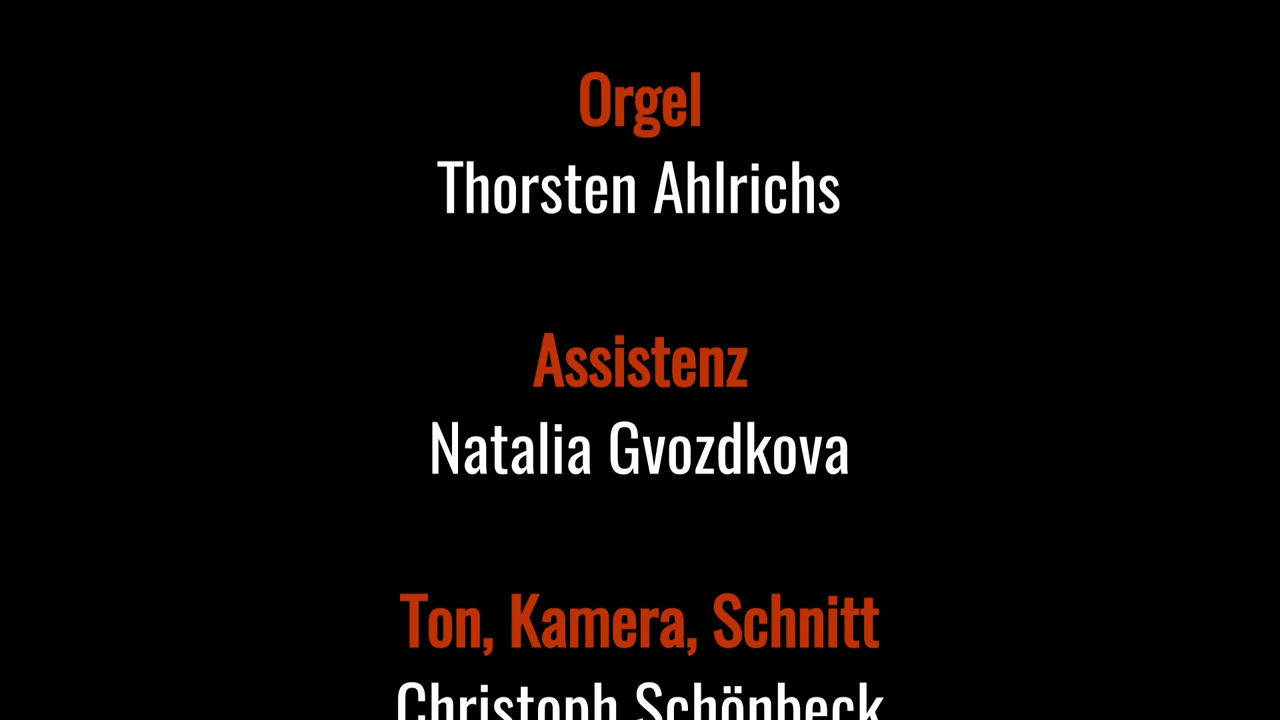 Orgel
Thorsten Ahlrichs
Assistenz
Natalia Gvozdkova
Ton, Kamera, Schnitt
Christoph Schönbeck